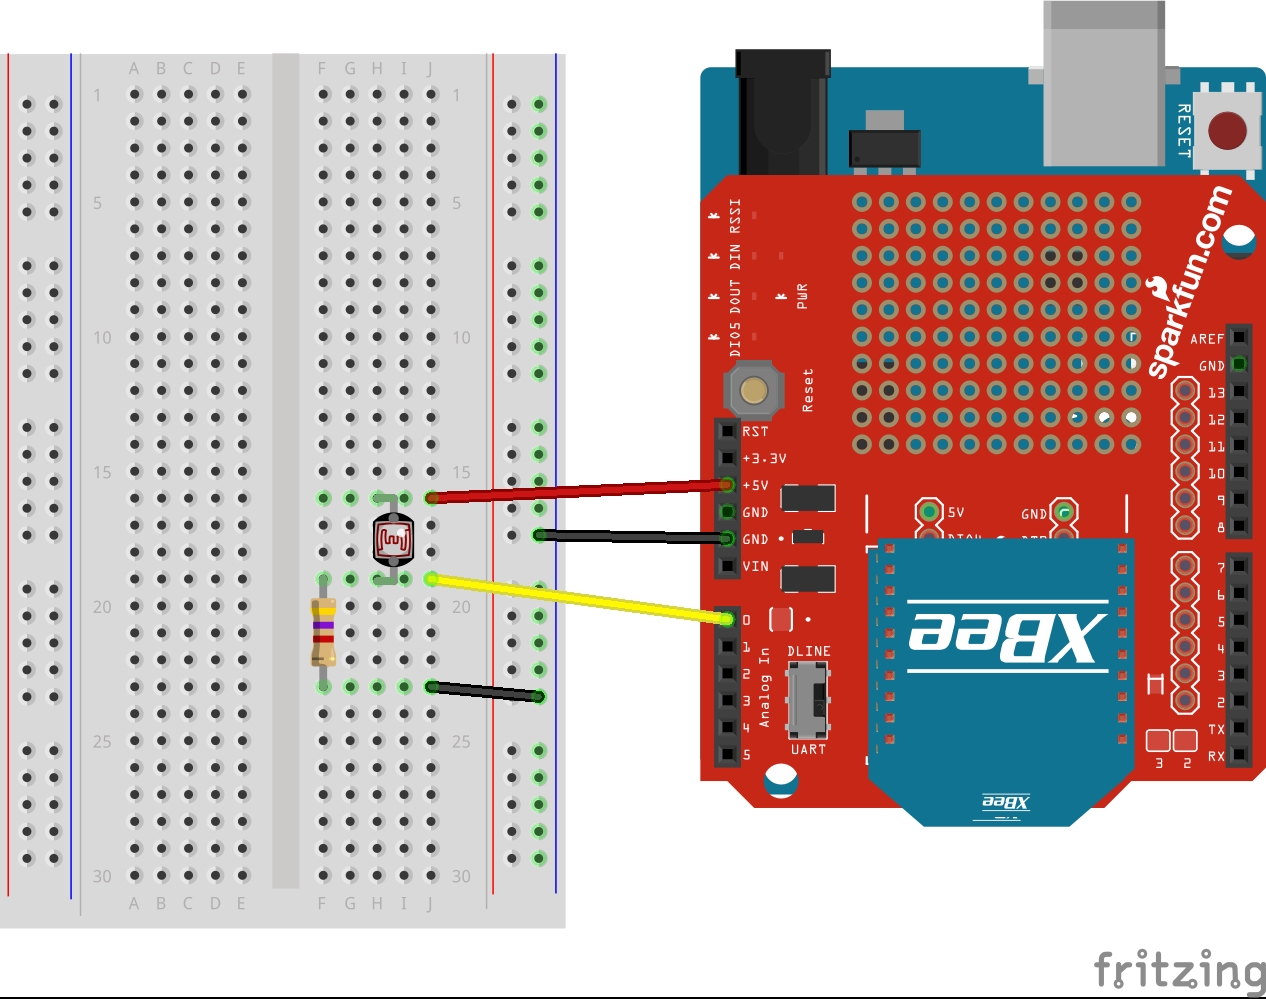 A B C D E F G H I J
1 1
5 5
10 10
15 15
20 20
25 25
30 30
A B C D E F G H I J
RESET
RSSI
DIN
DOUT
DIO5
PWR
Reset
sparkfun.com
RST
+3.3V
+5V
GND
GND
VIN
0
1
2
3
4
5
Analog In
DLINE
UART
5V
GND
XBee
XBee
AREF
GND
13
12
11
10
9
8
7
6
5
4
3
2
TX
RX
3 2
fritzing